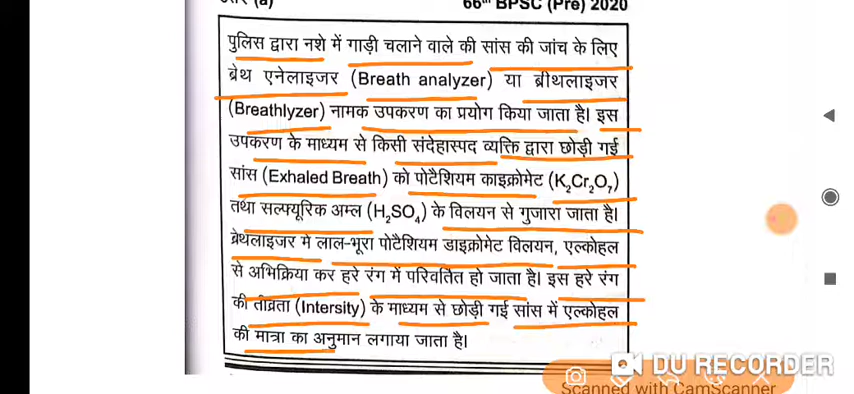 उत्तर (a) 66th BPSC (Pre) 2020
पुलिस द्वारा नशे में गाड़ी चलाने वाले की सांस की जांच के लिए
ब्रेथ एनेलाइजर (Breath analyzer) या ब्रीथलाइजर
(Breathlyzer) नामक उपकरण का प्रयोग किया जाता है। इस
उपकरण के माध्यम से किसी संदेहास्पद व्यक्ति द्वारा छोड़ी गई
सांस (Exhaled Breath) को पोटैशियम काइक्रोमेट (K₂Cr₂O₇)
तथा सल्फ्यूरिक अम्ल (H₂SO₄) के विलयन से गुजारा जाता है।
ब्रेथलाइजर मे लाल-भूरा पोटैशियम डाइक्रोमेट विलयन, एल्कोहल
से अभिक्रिया कर हरे रंग में परिवर्तित हो जाता है। इस हरे रंग
की तीव्रता (Intersity) के माध्यम से छोड़ी गई सांस में एल्कोहल
की मात्रा का अनुमान लगाया जाता है।
DU RECORDER
Scanned with CamScanner